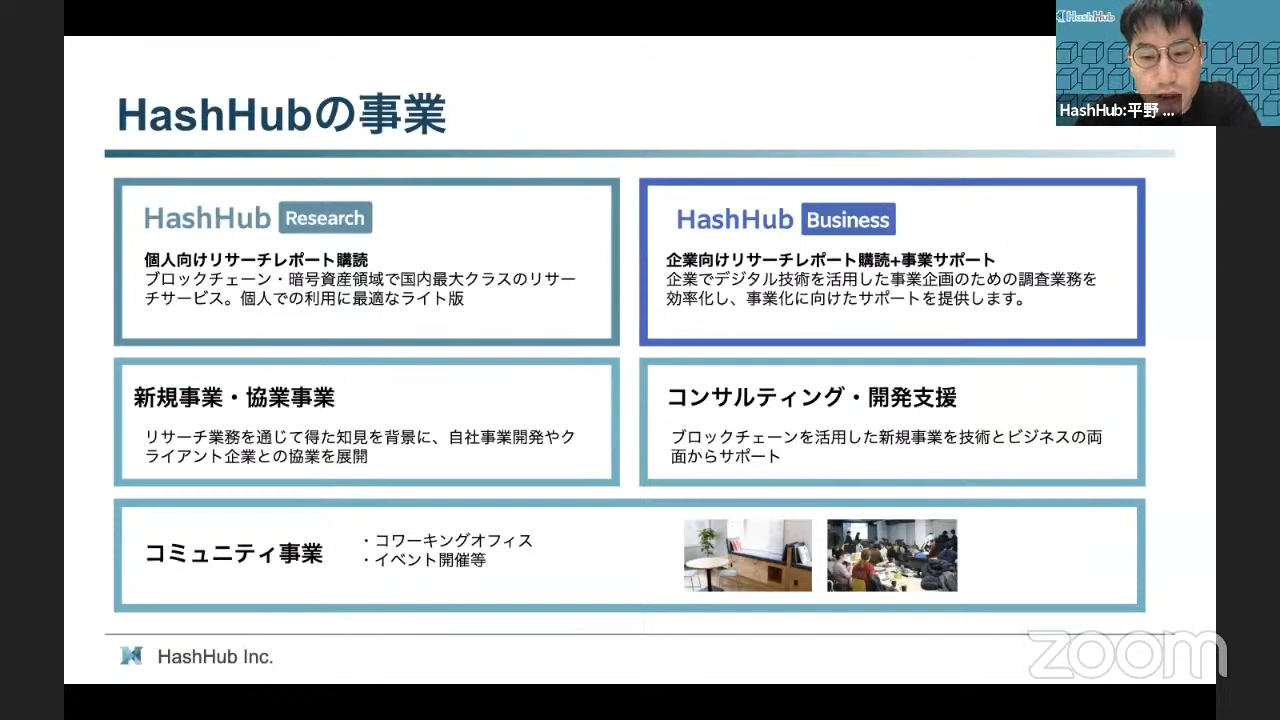 HashHub
HashHub:平野 ...
HashHubの事業
HashHub Research
個人向けリサーチレポート購読
ブロックチェーン・暗号資産領域で国内最大クラスのリサー
チサービス。個人での利用に最適なライト版
HashHub Business
企業向けリサーチレポート購読+事業サポート
企業でデジタル技術を活用した事業企画のための調査業務を
効率化し、事業化に向けたサポートを提供します。
新規事業・協業事業
リサーチ業務を通じて得た知見を背景に、自社事業開発やク
ライアント企業との協業を展開
コンサルティング・開発支援
ブロックチェーンを活用した新規事業を技術とビジネスの両
面からサポート
コミュニティ事業
・コワーキングオフィス
・イベント開催等
HashHub Inc.
zoom